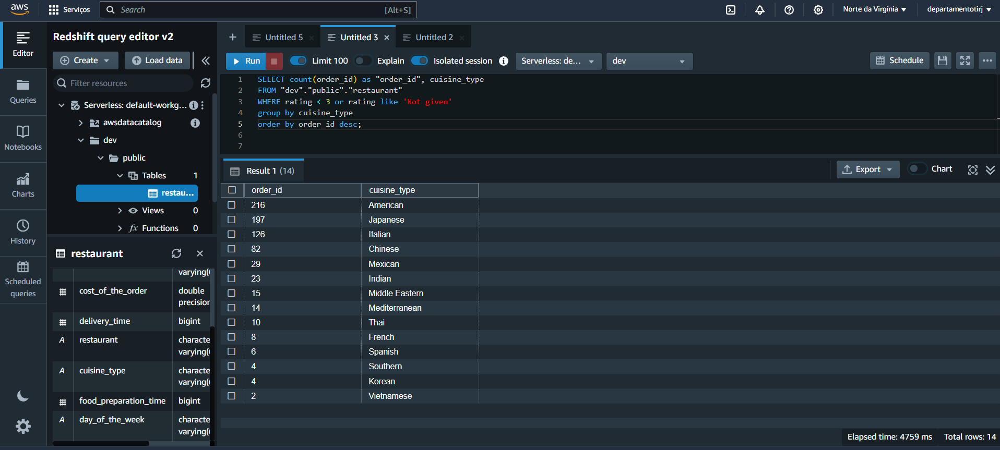 aws
Serviços
Search
[Alt+S]
Norte da Virgínia
departamentotirj
Editor
Queries
Notebooks
Charts
History
Scheduled
queries
Redshift query editor v2
Create
Load data
Filter resources
Serverless: default-workg...
awsdatacatalog
dev
public
Tables 1
restau...
Views 0
fx Functions 0
restaurant
varying(
cost_of_the_order double
precision
delivery_time bigint
A restaurant characte
varying(
A cuisine_type characte
varying(
food_preparation_time bigint
A day_of_the_week characte
varying(
Untitled 5
Untitled 3
Untitled 2
Run
Limit 100
Explain
Isolated session
Serverless: de...
dev
Schedule
1 SELECT count(order_id) as "order_id", cuisine_type
2 FROM "dev"."public"."restaurant"
3 WHERE rating < 3 or rating like 'Not given'
4 group by cuisine_type
5 order by order_id desc;
6
7
Result 1 (14)
Export
Chart
order_id cuisine_type
216 American
197 Japanese
126 Italian
82 Chinese
29 Mexican
23 Indian
15 Middle Eastern
14 Mediterranean
10 Thai
8 French
6 Spanish
4 Southern
4 Korean
2 Vietnamese
Elapsed time: 4759 ms Total rows: 14